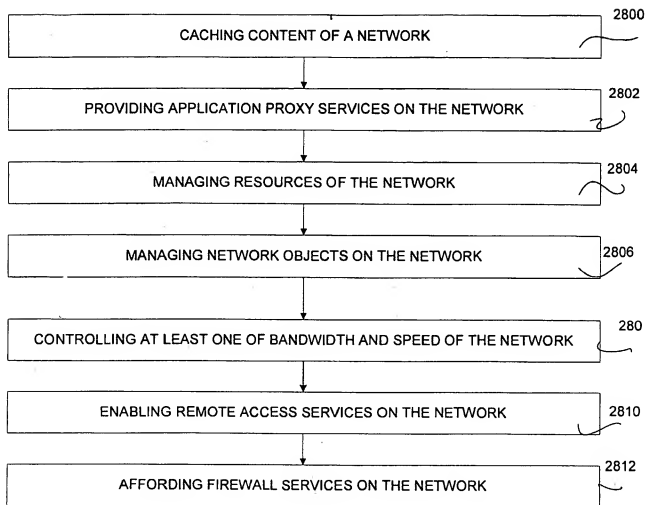 2800
CACHING CONTENT OF A NETWORK
2802
PROVIDING APPLICATION PROXY SERVICES ON THE NETWORK
2804
MANAGING RESOURCES OF THE NETWORK
2806
MANAGING NETWORK OBJECTS ON THE NETWORK
CONTROLLING AT LEAST ONE OF BANDWIDTH AND SPEED OF THE NETWORK
280
ENABLING REMOTE ACCESS SERVICES ON THE NETWORK
2810
2812
AFFORDING FIREWALL SERVICES ON THE NETWORK